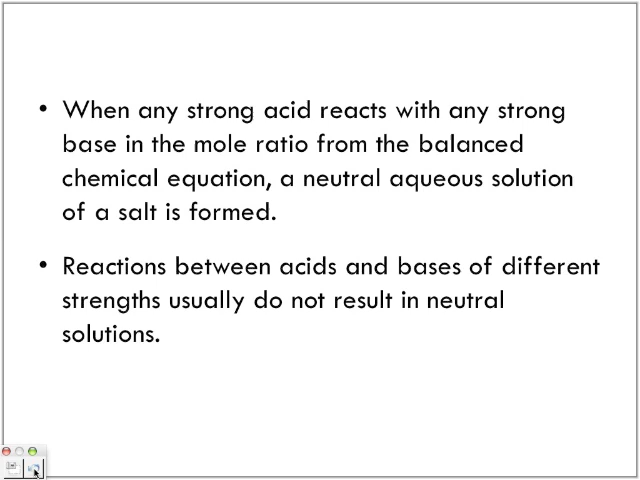 • When any strong acid reacts with any strong
base in the mole ratio from the balanced
chemical equation, a neutral aqueous solution
of a salt is formed.
• Reactions between acids and bases of different
strengths usually do not result in neutral
solutions.